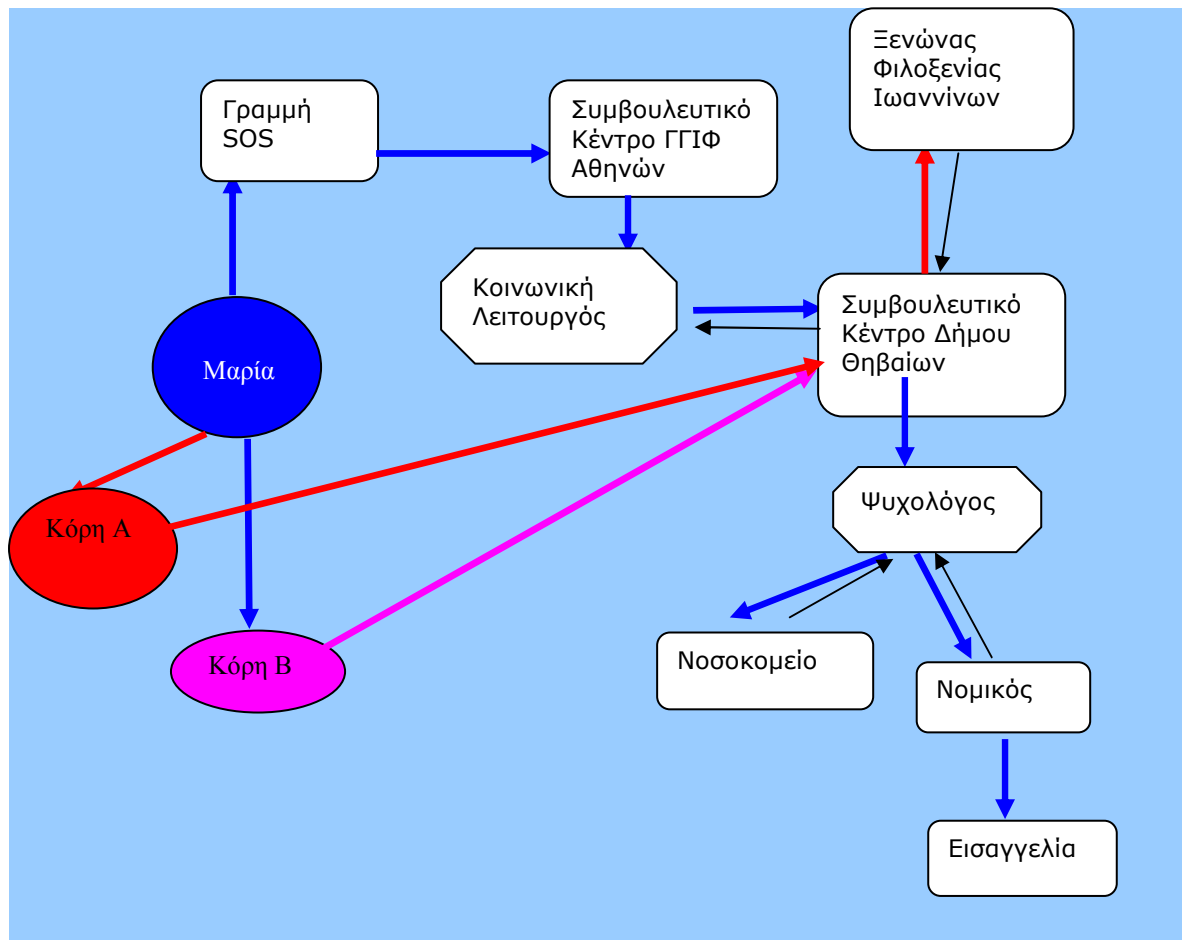 Ξενώνας
Φιλοξενίας
Ιωαννίνων
Γραμμή
SOS
Συμβουλευτικό
Κέντρο ΓΓΙΦ
Αθηνών
Κοινωνική
Λειτουργός
Συμβουλευτικό
Κέντρο Δήμου
Θηβαίων
Μαρία
Κόρη Α
Ψυχολόγος
Κόρη Β
Νοσοκομείο
Νομικός
Εισαγγελία